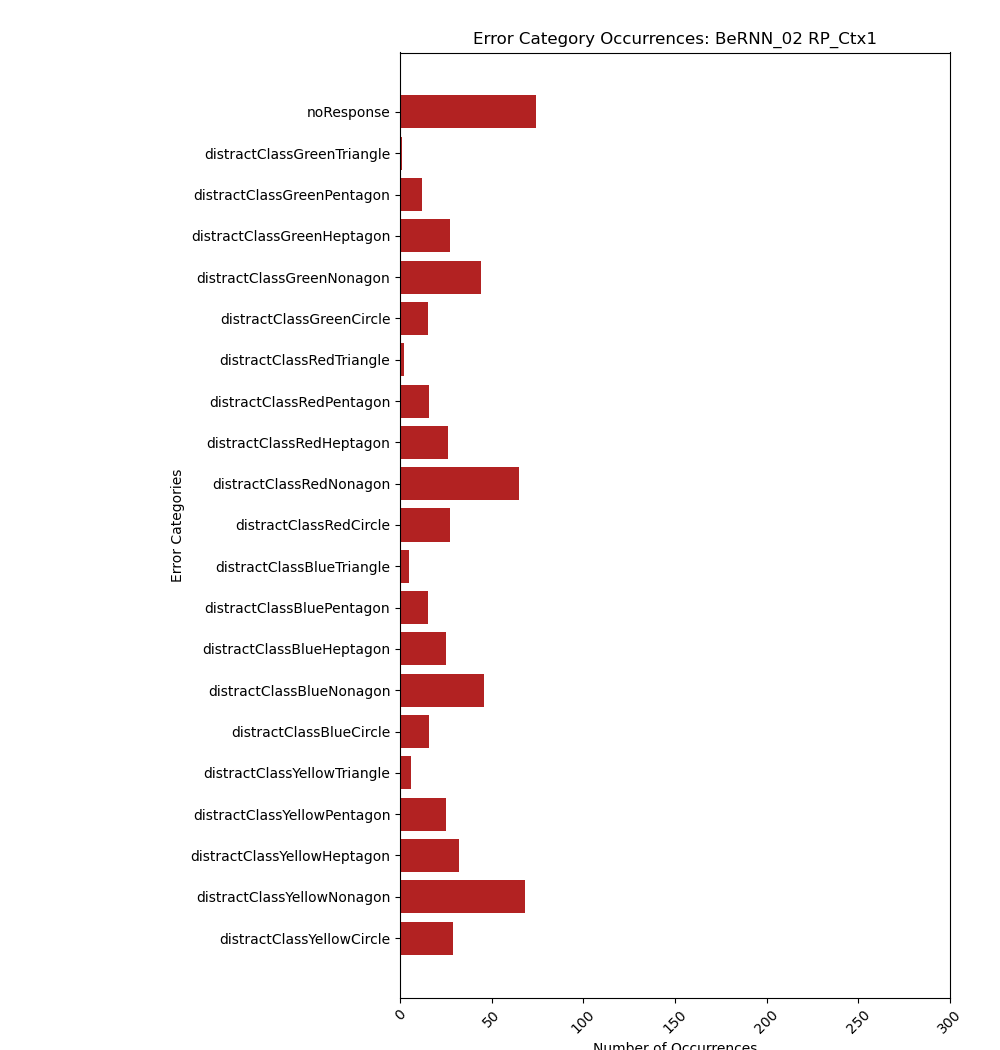 Error Category Occurrences: BeRNN_02 RP_Ctx1
noResponse
distractClassGreenTriangle
distractClassGreenPentagon
distractClassGreenHeptagon
distractClassGreenNonagon
distractClassGreenCircle
distractClassRedTriangle
distractClassRedPentagon
distractClassRedHeptagon
distractClassRedNonagon
distractClassRedCircle
distractClassBlueTriangle
distractClassBluePentagon
distractClassBlueHeptagon
distractClassBlueNonagon
distractClassBlueCircle
distractClassYellowTriangle
distractClassYellowPentagon
distractClassYellowHeptagon
distractClassYellowNonagon
distractClassYellowCircle
Error Categories
0 50 100 150 200 250 300
Number of Occurrences